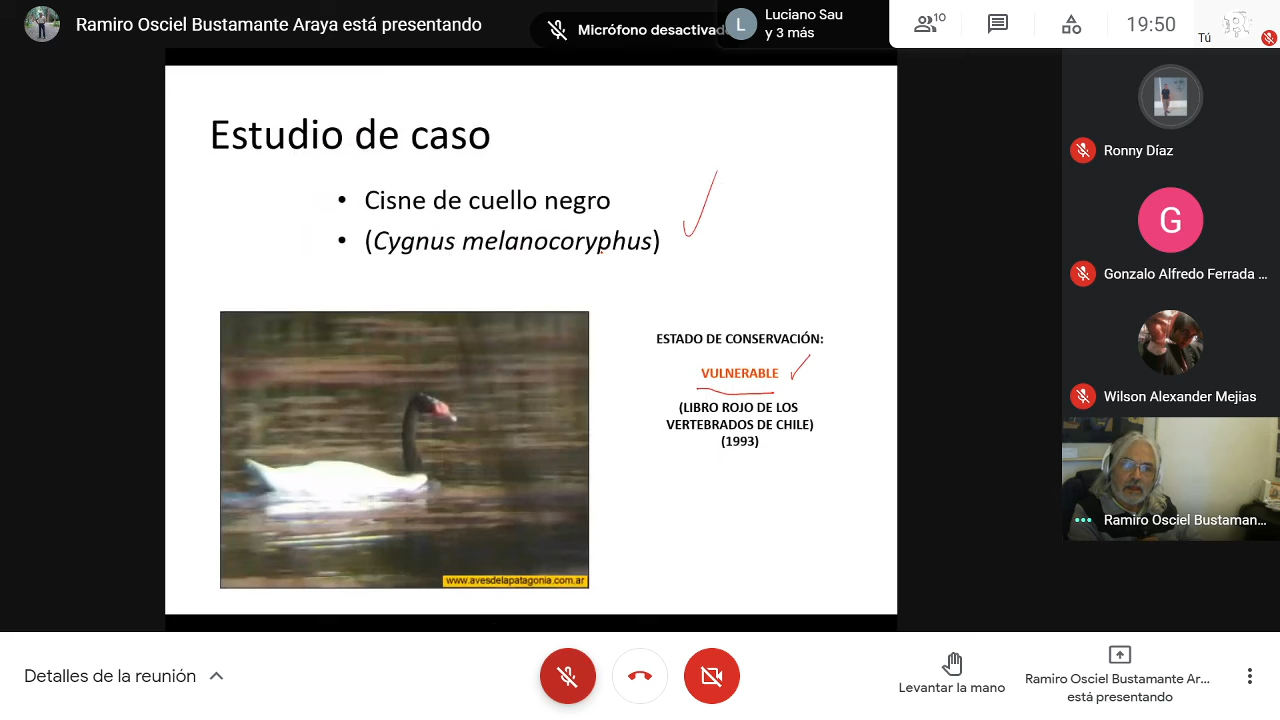 Ramiro Osciel Bustamante Araya está presentando
Micrófono desactivad
L
Luciano Sau
y 3 más
10
19:50
Tú
Estudio de caso
• Cisne de cuello negro
• (Cygnus melanocoryphus)
ESTADO DE CONSERVACIÓN:
VULNERABLE
(LIBRO ROJO DE LOS
VERTEBRADOS DE CHILE)
(1993)
www.avesdelapatagonia.com.ar
Ronny Díaz
G
Gonzalo Alfredo Ferrada ...
Wilson Alexander Mejias
Ramiro Osciel Bustaman...
Detalles de la reunión
Levantar la mano
Ramiro Osciel Bustamante Ar...
está presentando